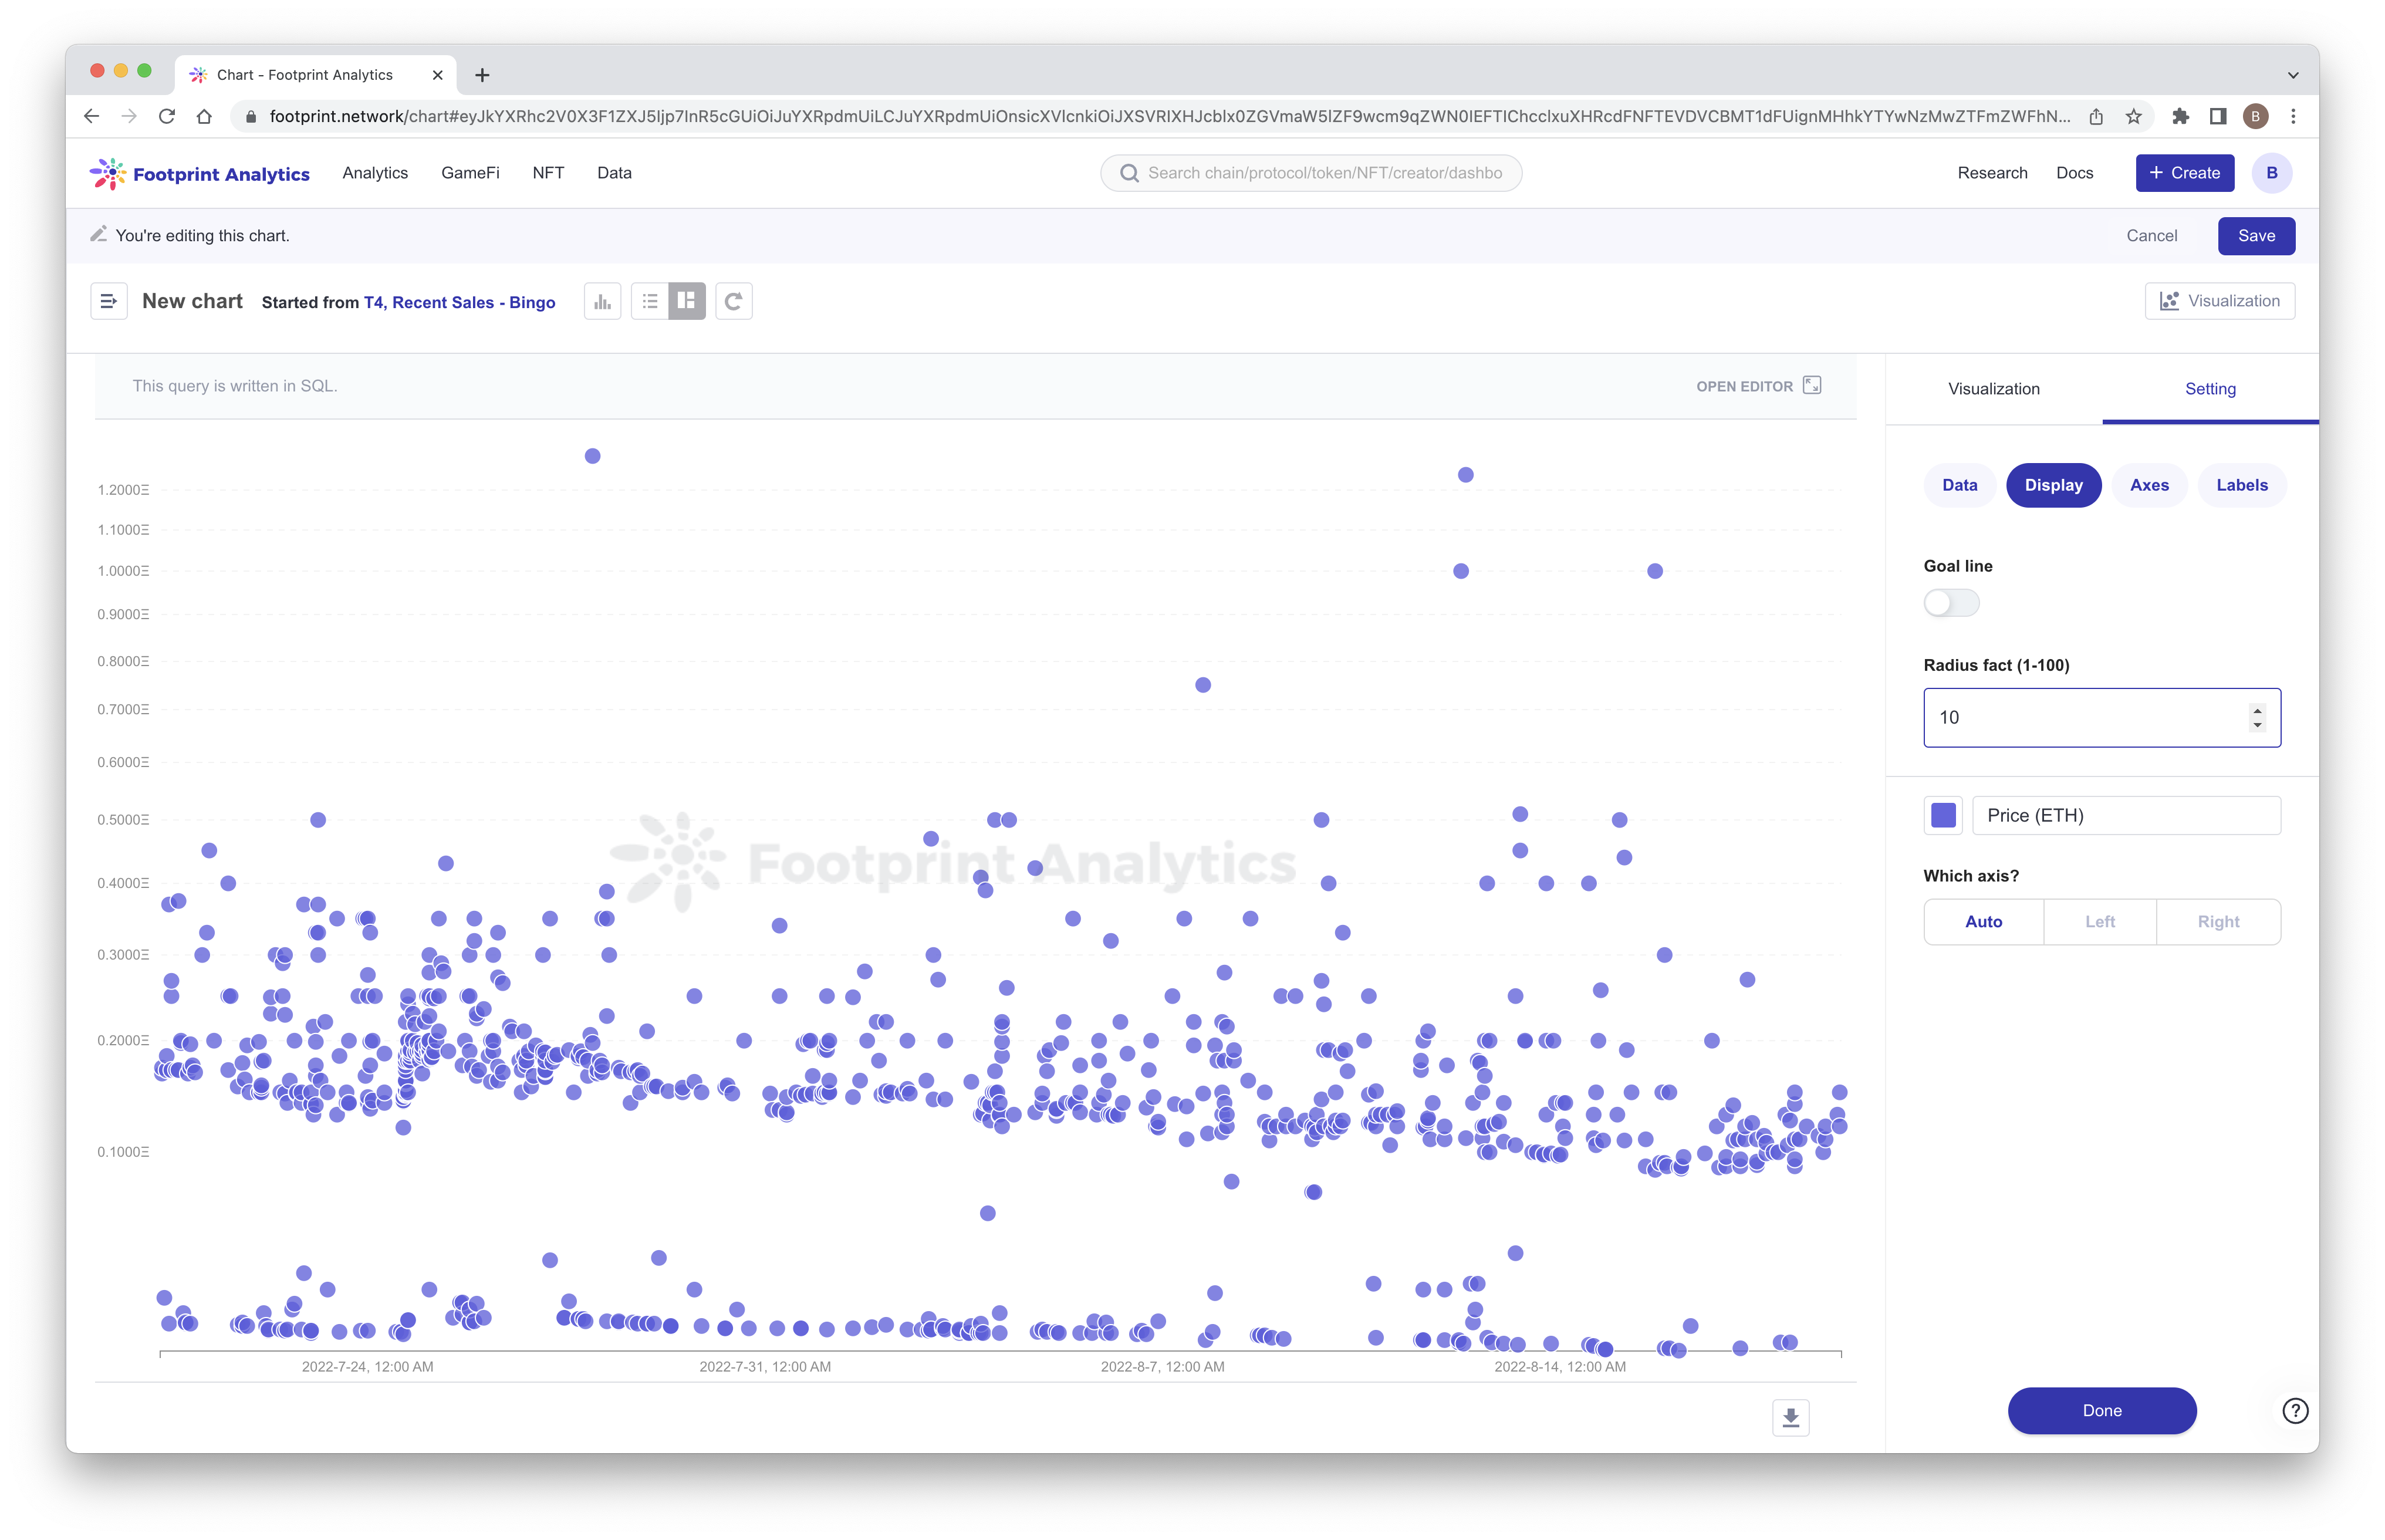 Chart - Footprint Analytics
Footprint Analytics
Analytics
GameFi
NFT
Data
Search chain/protocol/token/NFT/creator/dashbo
Research
Docs
+ Create
B
You're editing this chart.
Cancel
Save
New chart
Started from T4, Recent Sales - Bingo
Visualization
This query is written in SQL.
OPEN EDITOR
Visualization
Setting
Data
Display
Axes
Labels
Goal line
Radius fact (1-100)
10
Price (ETH)
Which axis?
Auto
Left
Right
1.2000Ξ
1.1000Ξ
1.0000Ξ
0.9000Ξ
0.8000Ξ
0.7000Ξ
0.6000Ξ
0.5000Ξ
0.4000Ξ
0.3000Ξ
0.2000Ξ
0.1000Ξ
Footprint Analytics
2022-7-24, 12:00 AM
2022-7-31, 12:00 AM
2022-8-7, 12:00 AM
2022-8-14, 12:00 AM
Done
?